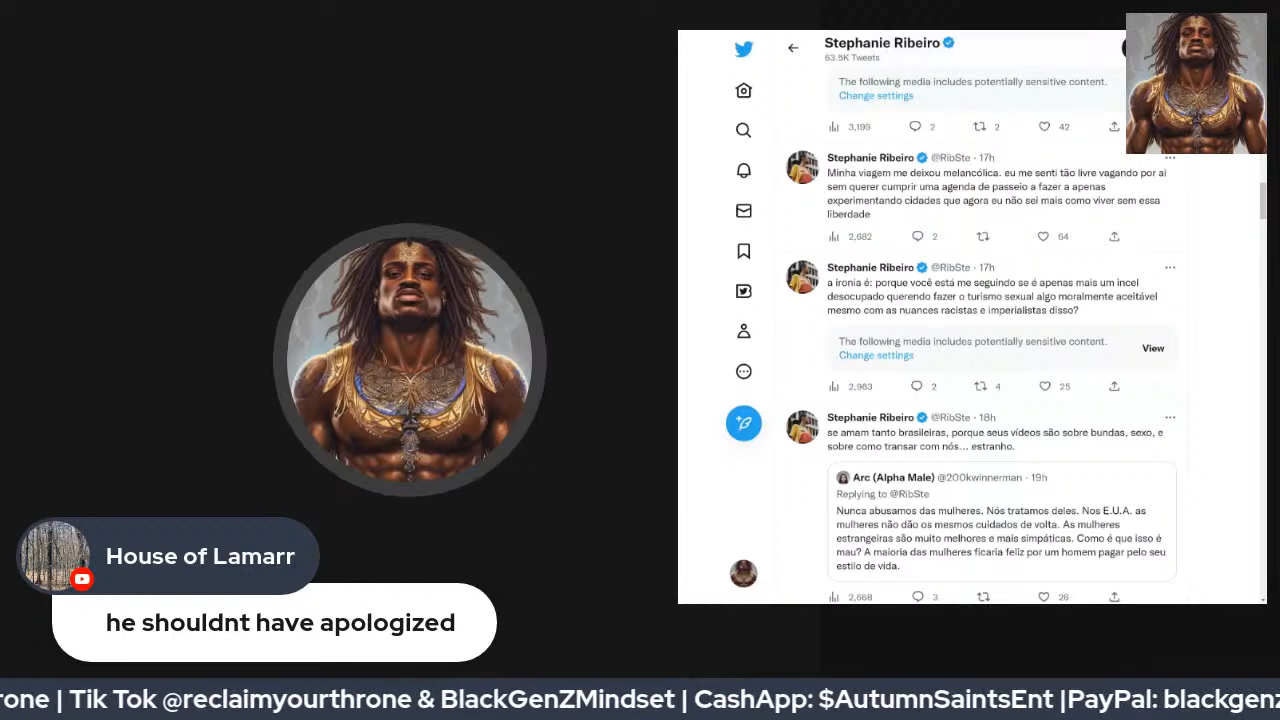 Stephanie Ribeiro
63.5K Tweets
The following media includes potentially sensitive content.
Change settings
3,199 2 2 42
Stephanie Ribeiro @RibSte · 17h
Minha viagem me deixou melancólica. eu me senti tão livre vagando por ai
sem querer cumprir uma agenda de passeio a fazer a apenas
experimentando cidades que agora eu não sei mais como viver sem essa
liberdade
2,682 2 64
Stephanie Ribeiro @RibSte · 17h
a ironia é: porque você está me seguindo se é apenas mais um incel
desocupado querendo fazer o turismo sexual algo moralmente aceitável
mesmo com as nuances racistas e imperialistas disso?
The following media includes potentially sensitive content.
View
Change settings
2,963 2 4 25
Stephanie Ribeiro @RibSte · 18h
se amam tanto brasileiras, porque seus vídeos são sobre bundas, sexo, e
sobre como transar com nós... estranho.
Arc (Alpha Male) @200kwinnerman · 19h
Replying to @RibSte
Nunca abusamos das mulheres. Nós tratamos deles. Nos E.U.A. as
mulheres não dão os mesmos cuidados de volta. As mulheres
estrangeiras são muito melhores e mais simpáticas. Como é que isso é
mau? A maioria das mulheres ficaria feliz por um homem pagar pelo seu
estilo de vida.
2,668 3 26
House of Lamarr
he shouldnt have apologized
rone | Tik Tok @reclaimyourthrone & BlackGenZMindset | CashApp: $AutumnSaintsEnt |PayPal: blackgenz